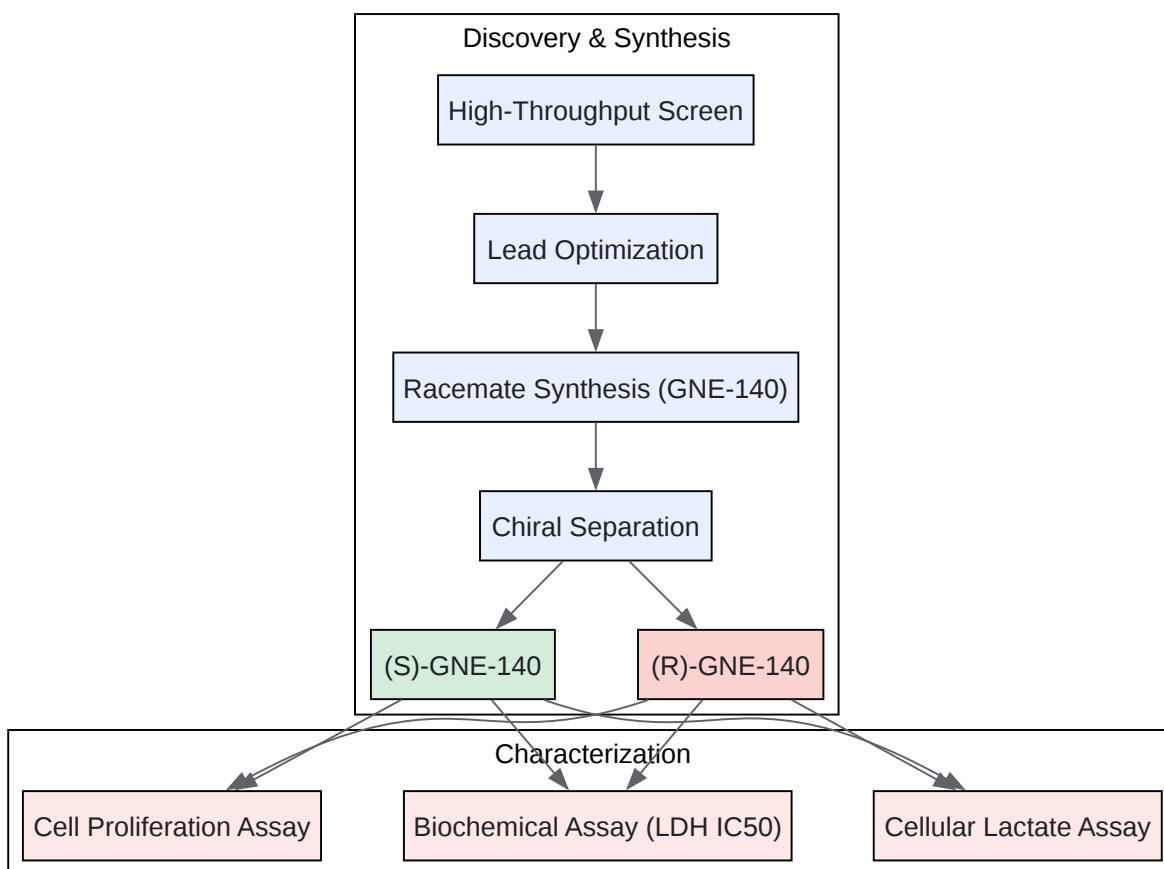 Discovery & Synthesis
High-Throughput Screen
Lead Optimization
Racemate Synthesis (GNE-140)
Chiral Separation
(S)-GNE-140
(R)-GNE-140
Characterization
Cell Proliferation Assay
Biochemical Assay (LDH IC50)
Cellular Lactate Assay